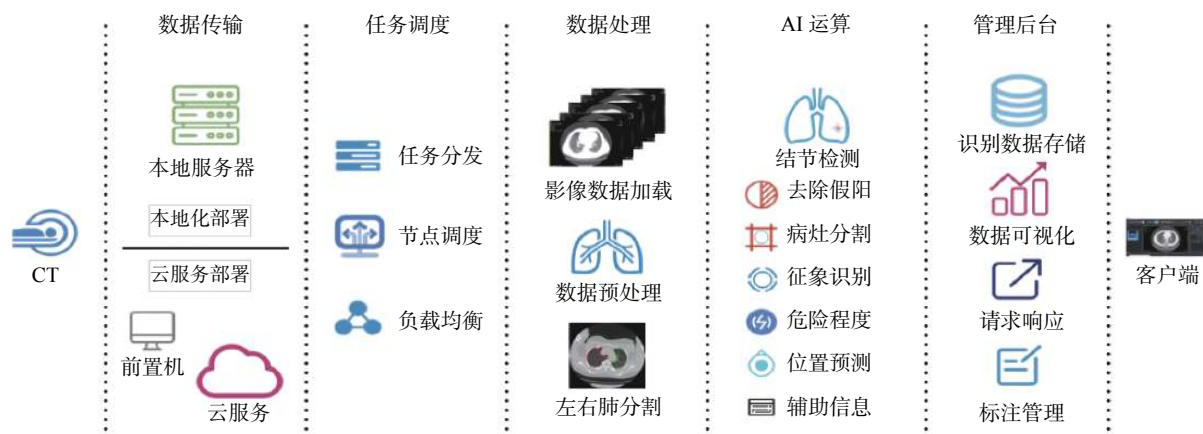 数据传输
任务调度
数据处理
AI 运算
管理后台
CT
本地服务器
本地化部署
云服务部署
前置机
云服务
任务分发
节点调度
负载均衡
影像数据加载
数据预处理
左右肺分割
结节检测
去除假阳
病灶分割
征象识别
危险程度
位置预测
辅助信息
识别数据存储
数据可视化
请求响应
标注管理
客户端